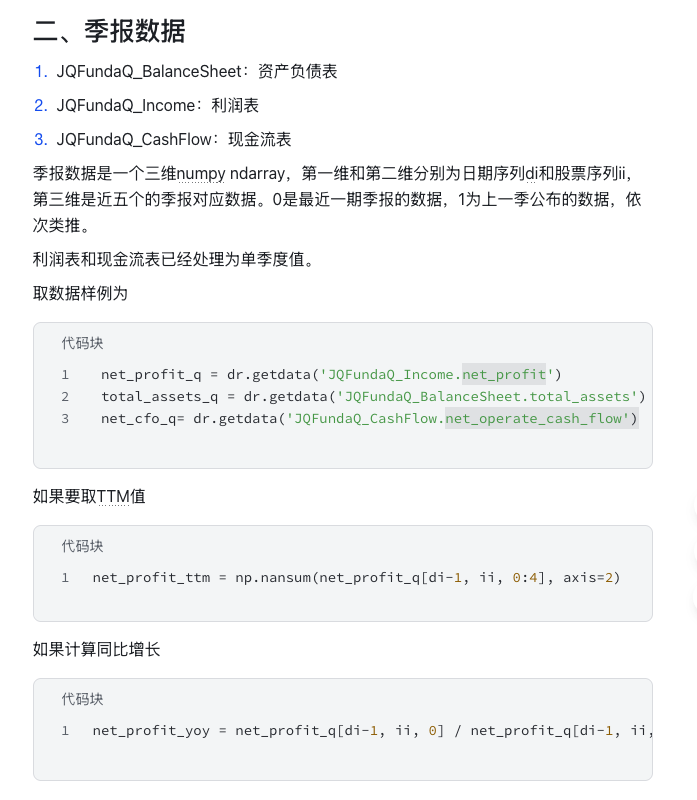 二、季报数据
1. JQFundaQ_BalanceSheet：资产负债表
2. JQFundaQ_Income：利润表
3. JQFundaQ_CashFlow：现金流表
季报数据是一个三维numpy ndarray，第一维和第二维分别为日期序列di和股票序列ii，
第三维是近五个的季报对应数据。0是最近一期季报的数据，1为上一季公布的数据，依
次类推。
利润表和现金流表已经处理为单季度值。
取数据样例为
代码块
1 net_profit_q = dr.getdata('JQFundaQ_Income.net_profit')
2 total_assets_q = dr.getdata('JQFundaQ_BalanceSheet.total_assets')
3 net_cfo_q= dr.getdata('JQFundaQ_CashFlow.net_operate_cash_flow')
如果要取TTM值
代码块
1 net_profit_ttm = np.nansum(net_profit_q[di-1, ii, 0:4], axis=2)
如果计算同比增长
代码块
1 net_profit_yoy = net_profit_q[di-1, ii, 0] / net_profit_q[di-1, ii,